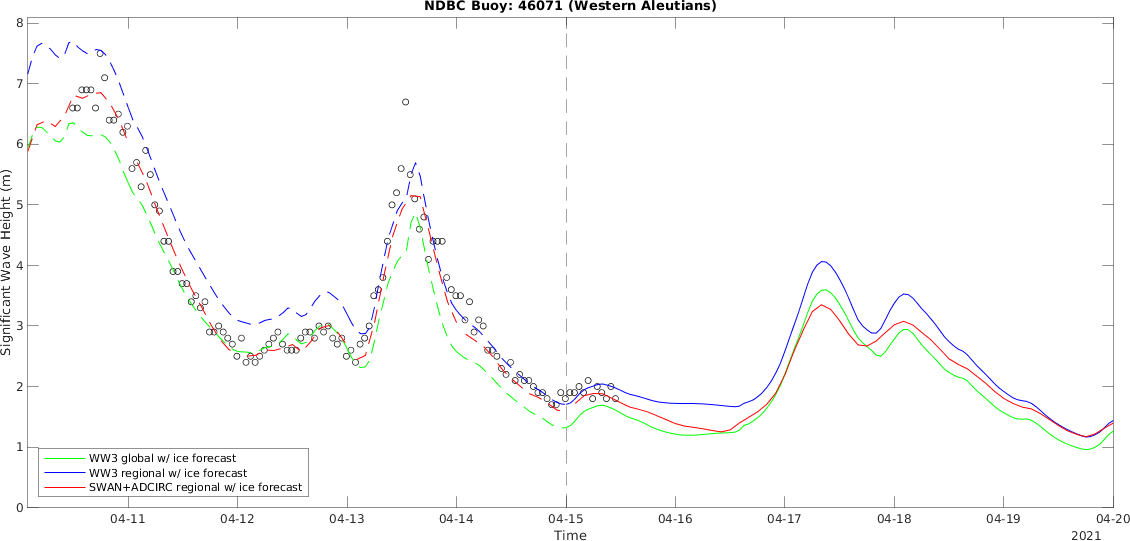 NDBC Buoy: 46071 (Western Aleutians)
8
7
6
5
4
3
2
1
0
Significant Wave Height (m)
WW3 global w/ ice forecast
WW3 regional w/ ice forecast
SWAN+ADCIRC regional w/ ice forecast
04-11 04-12 04-13 04-14 04-15 04-16 04-17 04-18 04-19 04-20
Time
2021